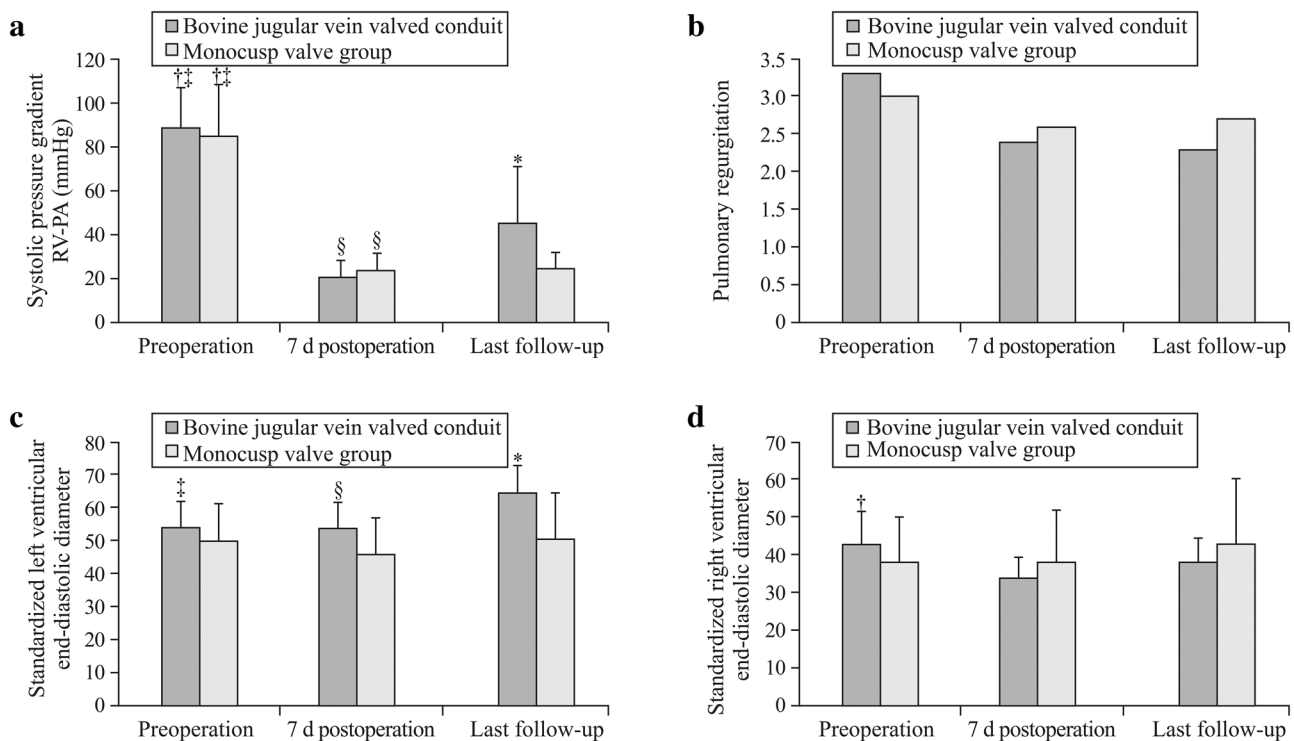 a
Bovine jugular vein valved conduit
Monocusp valve group
Systolic pressure gradient
RV-PA (mmHg)
120
100
80
60
40
20
0
†‡ †‡
§ §
*
Preoperation 7 d postoperation Last follow-up
b
Bovine jugular vein valved conduit
Monocusp valve group
Pulmonary regurgitation
3.5
3.0
2.5
2.0
1.5
1.0
0.5
0
Preoperation 7 d postoperation Last follow-up
c
Bovine jugular vein valved conduit
Monocusp valve group
Standardized left ventricular
end-diastolic diameter
80
70
60
50
40
30
20
10
0
‡ § *
Preoperation 7 d postoperation Last follow-up
d
Bovine jugular vein valved conduit
Monocusp valve group
Standardized right ventricular
end-diastolic diameter
70
60
50
40
30
20
10
0
†
Preoperation 7 d postoperation Last follow-up